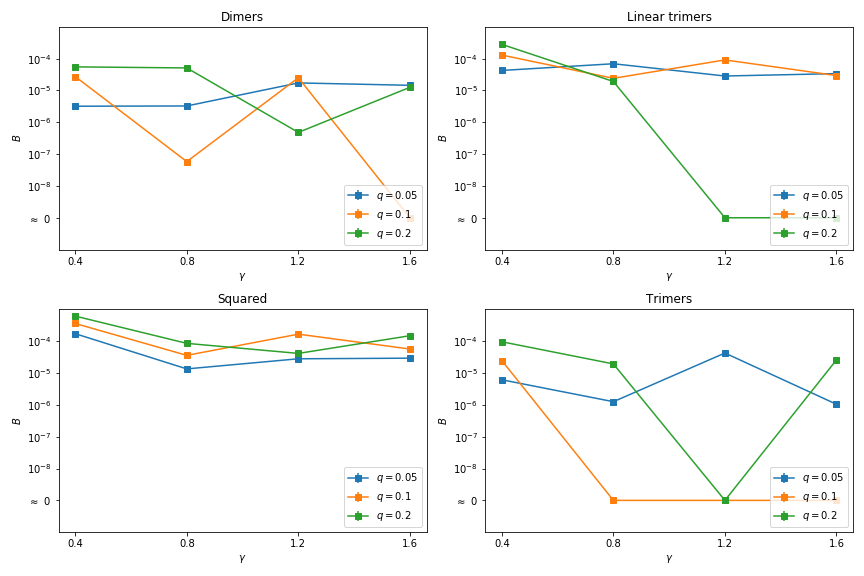 Dimers
B
10⁻⁴
10⁻⁵
10⁻⁶
10⁻⁷
10⁻⁸
≈ 0
0.4 0.8 1.2 1.6
γ
q = 0.05
q = 0.1
q = 0.2
Linear trimers
B
10⁻⁴
10⁻⁵
10⁻⁶
10⁻⁷
10⁻⁸
≈ 0
0.4 0.8 1.2 1.6
γ
q = 0.05
q = 0.1
q = 0.2
Squared
B
10⁻⁴
10⁻⁵
10⁻⁶
10⁻⁷
10⁻⁸
≈ 0
0.4 0.8 1.2 1.6
γ
q = 0.05
q = 0.1
q = 0.2
Trimers
B
10⁻⁴
10⁻⁵
10⁻⁶
10⁻⁷
10⁻⁸
≈ 0
0.4 0.8 1.2 1.6
γ
q = 0.05
q = 0.1
q = 0.2